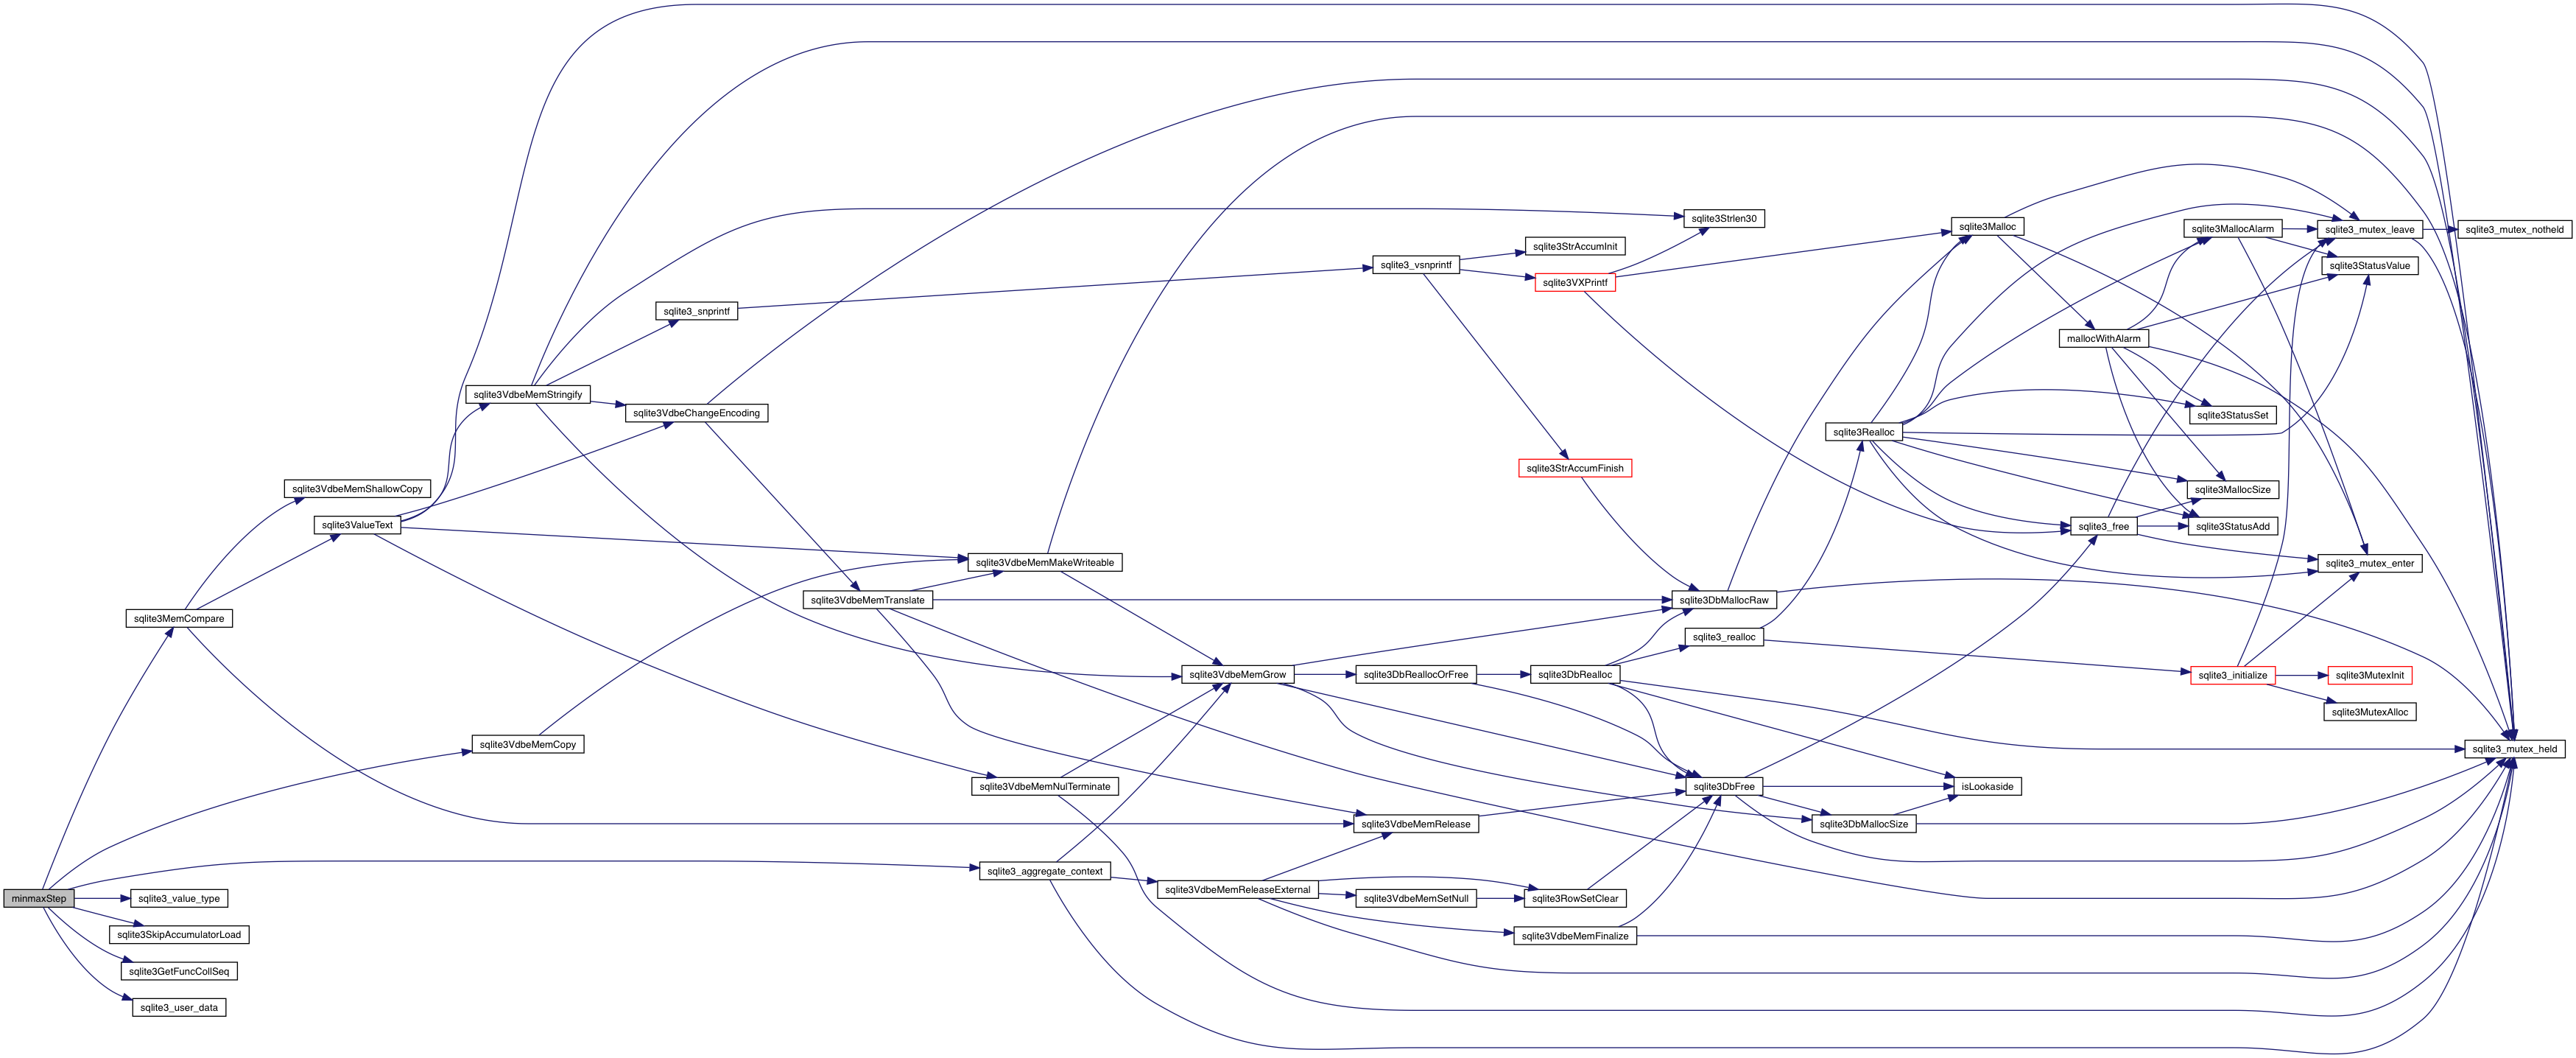 sqlite3_mutex_leave
sqlite3_mutex_notheld
sqlite3MallocAlarm
sqlite3Malloc
sqlite3Strlen30
sqlite3StrAccumInit
sqlite3_vsnprintf
sqlite3StatusValue
sqlite3VXPrintf
sqlite3_snprintf
mallocWithAlarm
sqlite3VdbeMemStringify
sqlite3VdbeChangeEncoding
sqlite3StatusSet
sqlite3Realloc
sqlite3StrAccumFinish
sqlite3VdbeMemShallowCopy
sqlite3MallocSize
sqlite3ValueText
sqlite3_free
sqlite3StatusAdd
sqlite3VdbeMemMakeWriteable
sqlite3_mutex_enter
sqlite3VdbeMemTranslate
sqlite3DbMallocRaw
sqlite3MemCompare
sqlite3_realloc
sqlite3VdbeMemGrow
sqlite3DbReallocOrFree
sqlite3DbRealloc
sqlite3_initialize
sqlite3MutexInit
sqlite3MutexAlloc
sqlite3VdbeMemCopy
sqlite3_mutex_held
sqlite3VdbeMemNulTerminate
sqlite3DbFree
isLookaside
sqlite3VdbeMemRelease
sqlite3DbMallocSize
sqlite3_aggregate_context
sqlite3VdbeMemReleaseExternal
minmaxStep
sqlite3_value_type
sqlite3VdbeMemSetNull
sqlite3RowSetClear
sqlite3SkipAccumulatorLoad
sqlite3VdbeMemFinalize
sqlite3GetFuncCollSeq
sqlite3_user_data